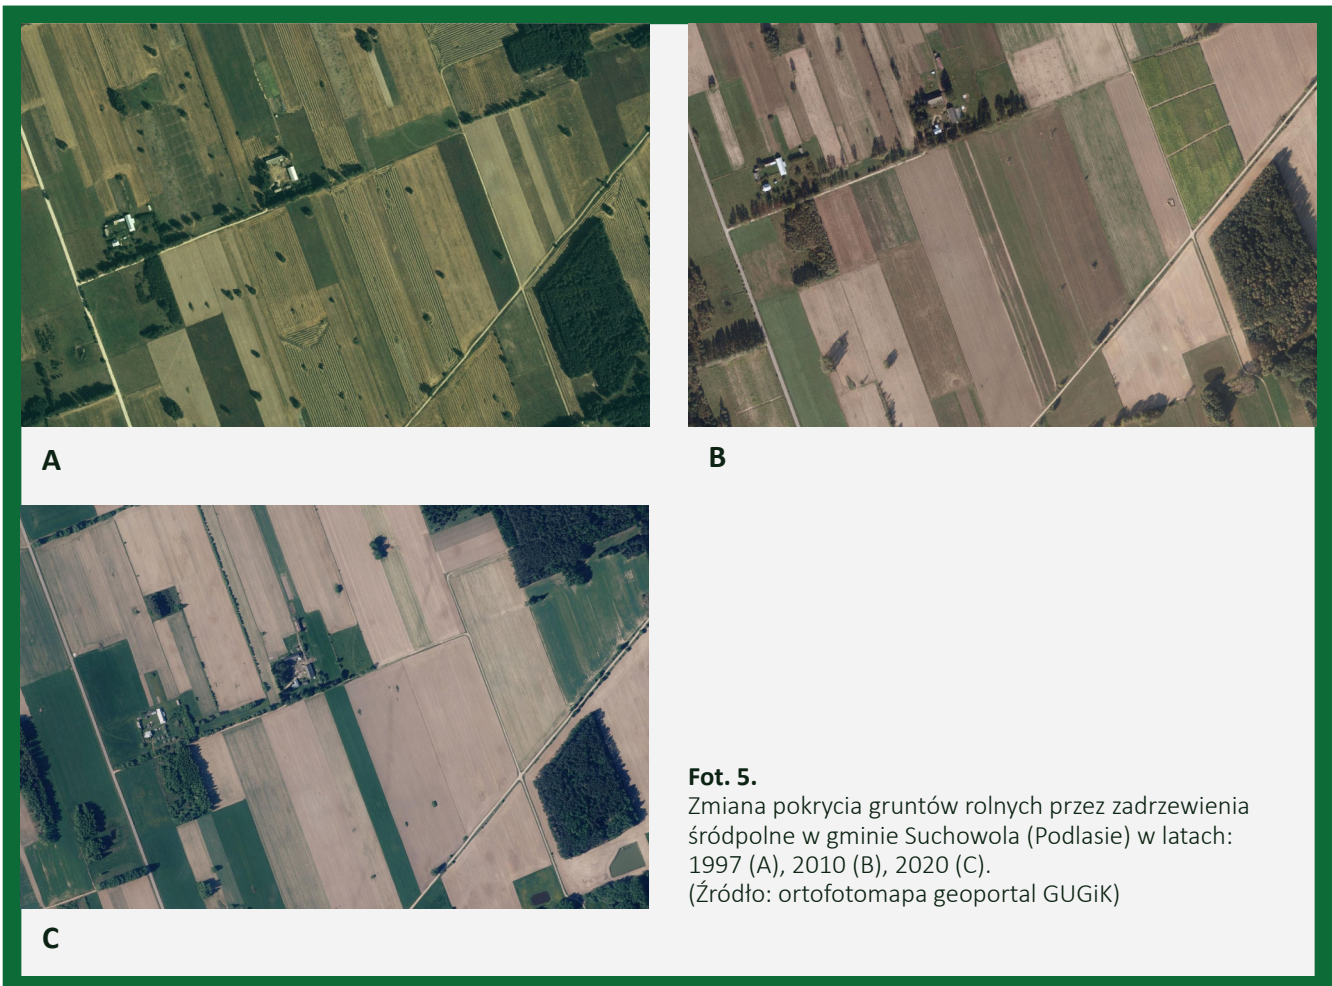 A
B
C
Fot. 5.
Zmiana pokrycia gruntów rolnych przez zadrzewienia
śródpolne w gminie Suchowola (Podlasie) w latach:
1997 (A), 2010 (B), 2020 (C).
(Źródło: ortofotomapa geoportal GUGiK)